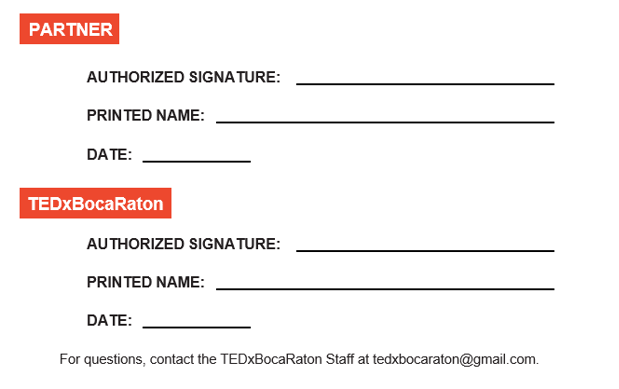 PARTNER
AUTHORIZED SIGNATURE:
PRINTED NAME:
DATE:
TEDxBocaRaton
AUTHORIZED SIGNATURE:
PRINTED NAME:
DATE:
For questions, contact the TEDxBocaRaton Staff at tedxbocaraton@gmail.com.